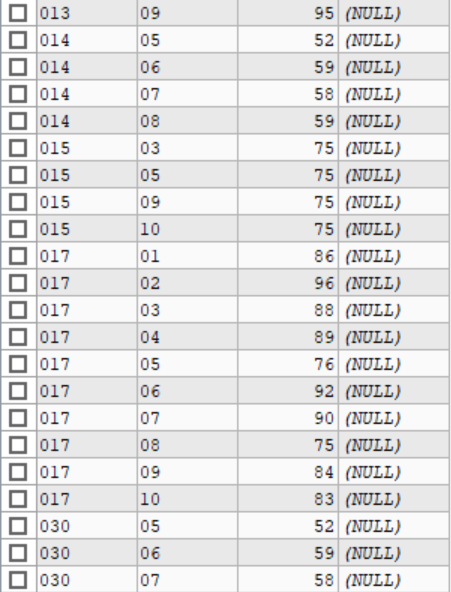 013 09 95 (NULL)
014 05 52 (NULL)
014 06 59 (NULL)
014 07 58 (NULL)
014 08 59 (NULL)
015 03 75 (NULL)
015 05 75 (NULL)
015 09 75 (NULL)
015 10 75 (NULL)
017 01 86 (NULL)
017 02 96 (NULL)
017 03 88 (NULL)
017 04 89 (NULL)
017 05 76 (NULL)
017 06 92 (NULL)
017 07 90 (NULL)
017 08 75 (NULL)
017 09 84 (NULL)
017 10 83 (NULL)
030 05 52 (NULL)
030 06 59 (NULL)
030 07 58 (NULL)